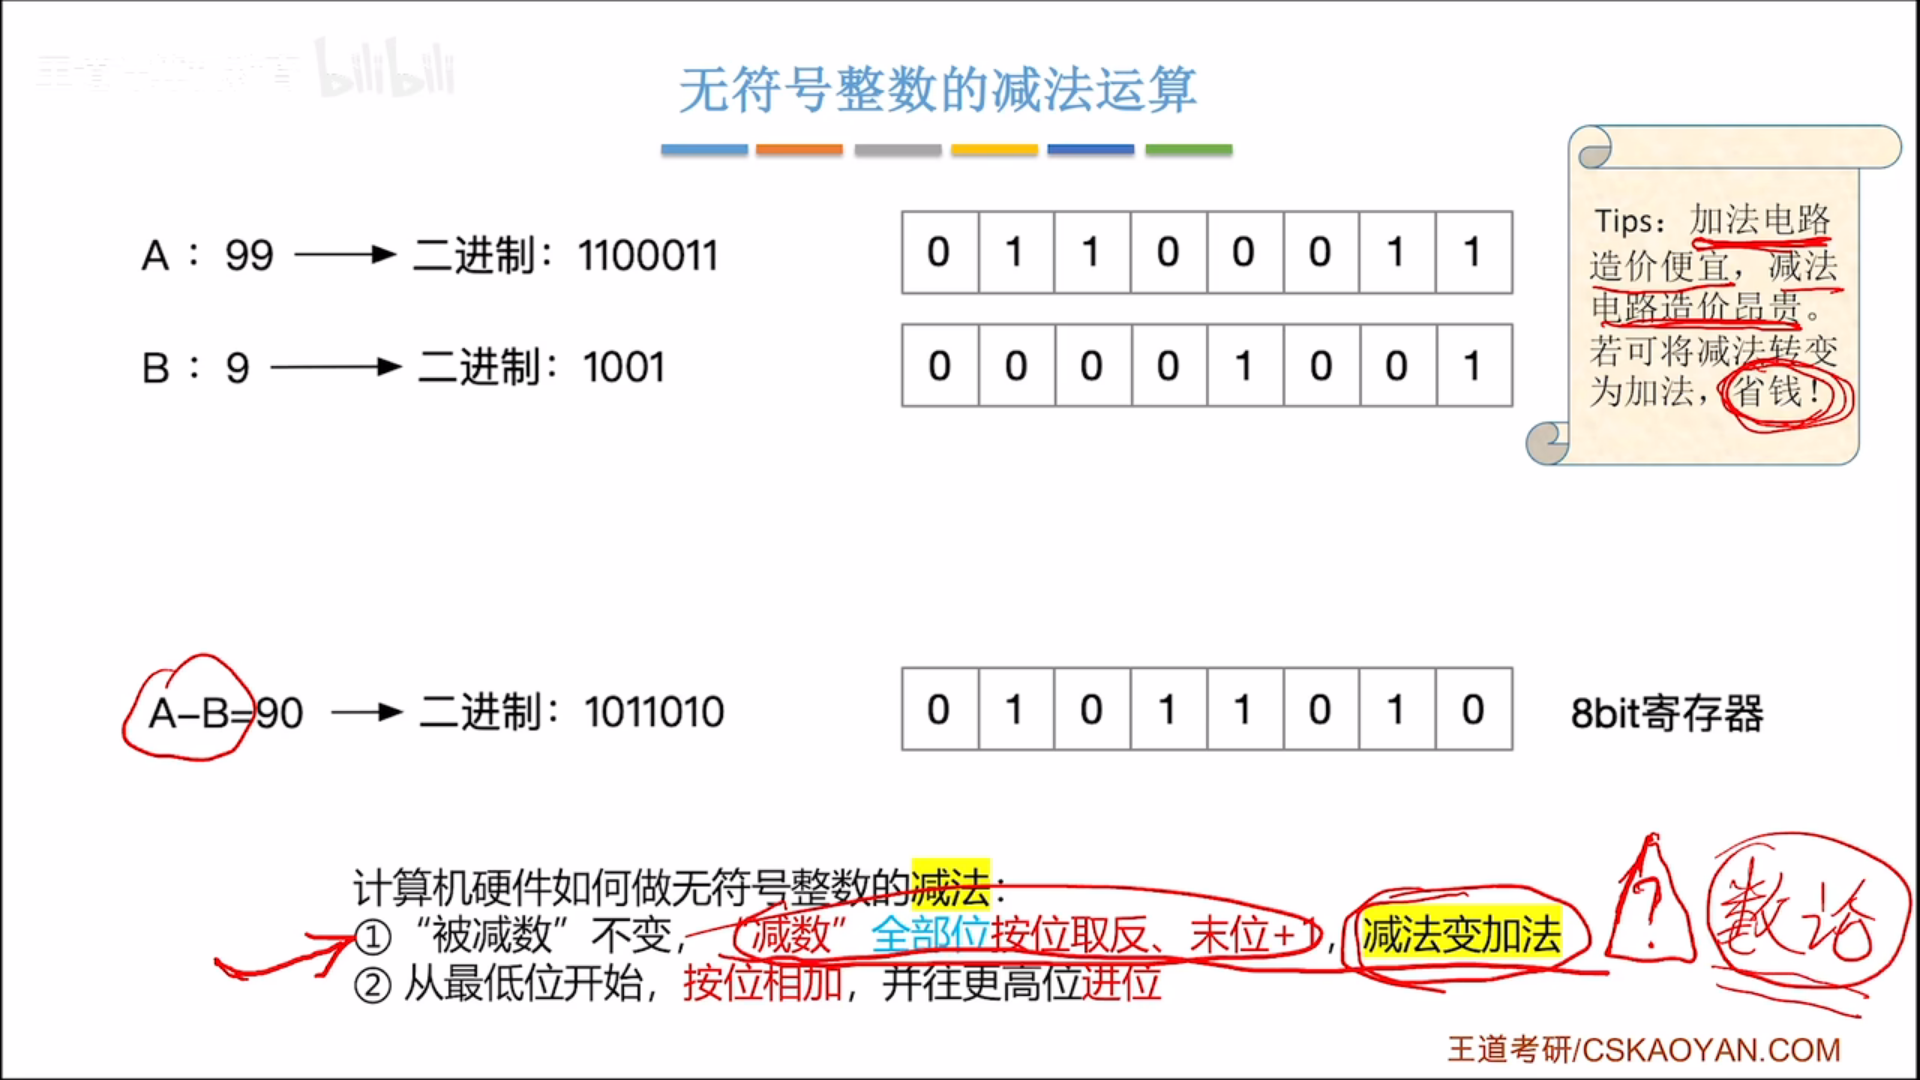 bilibili
无符号整数的减法运算
A：99 二进制：1100011 0 1 1 0 0 0 1 1
B：9 二进制：1001 0 0 0 0 1 0 0 1
Tips：加法电路
造价便宜，减法
电路造价昂贵。
若可将减法转变
为加法，省钱！
A-B=90 二进制：1011010 0 1 0 1 1 0 1 0 8bit寄存器
计算机硬件如何做无符号整数的减法：
①“被减数”不变，“减数”全部位按位取反、末位+1，减法变加法
？
数论
② 从最低位开始，按位相加，并往更高位进位
王道考研/CSKAOYAN.COM